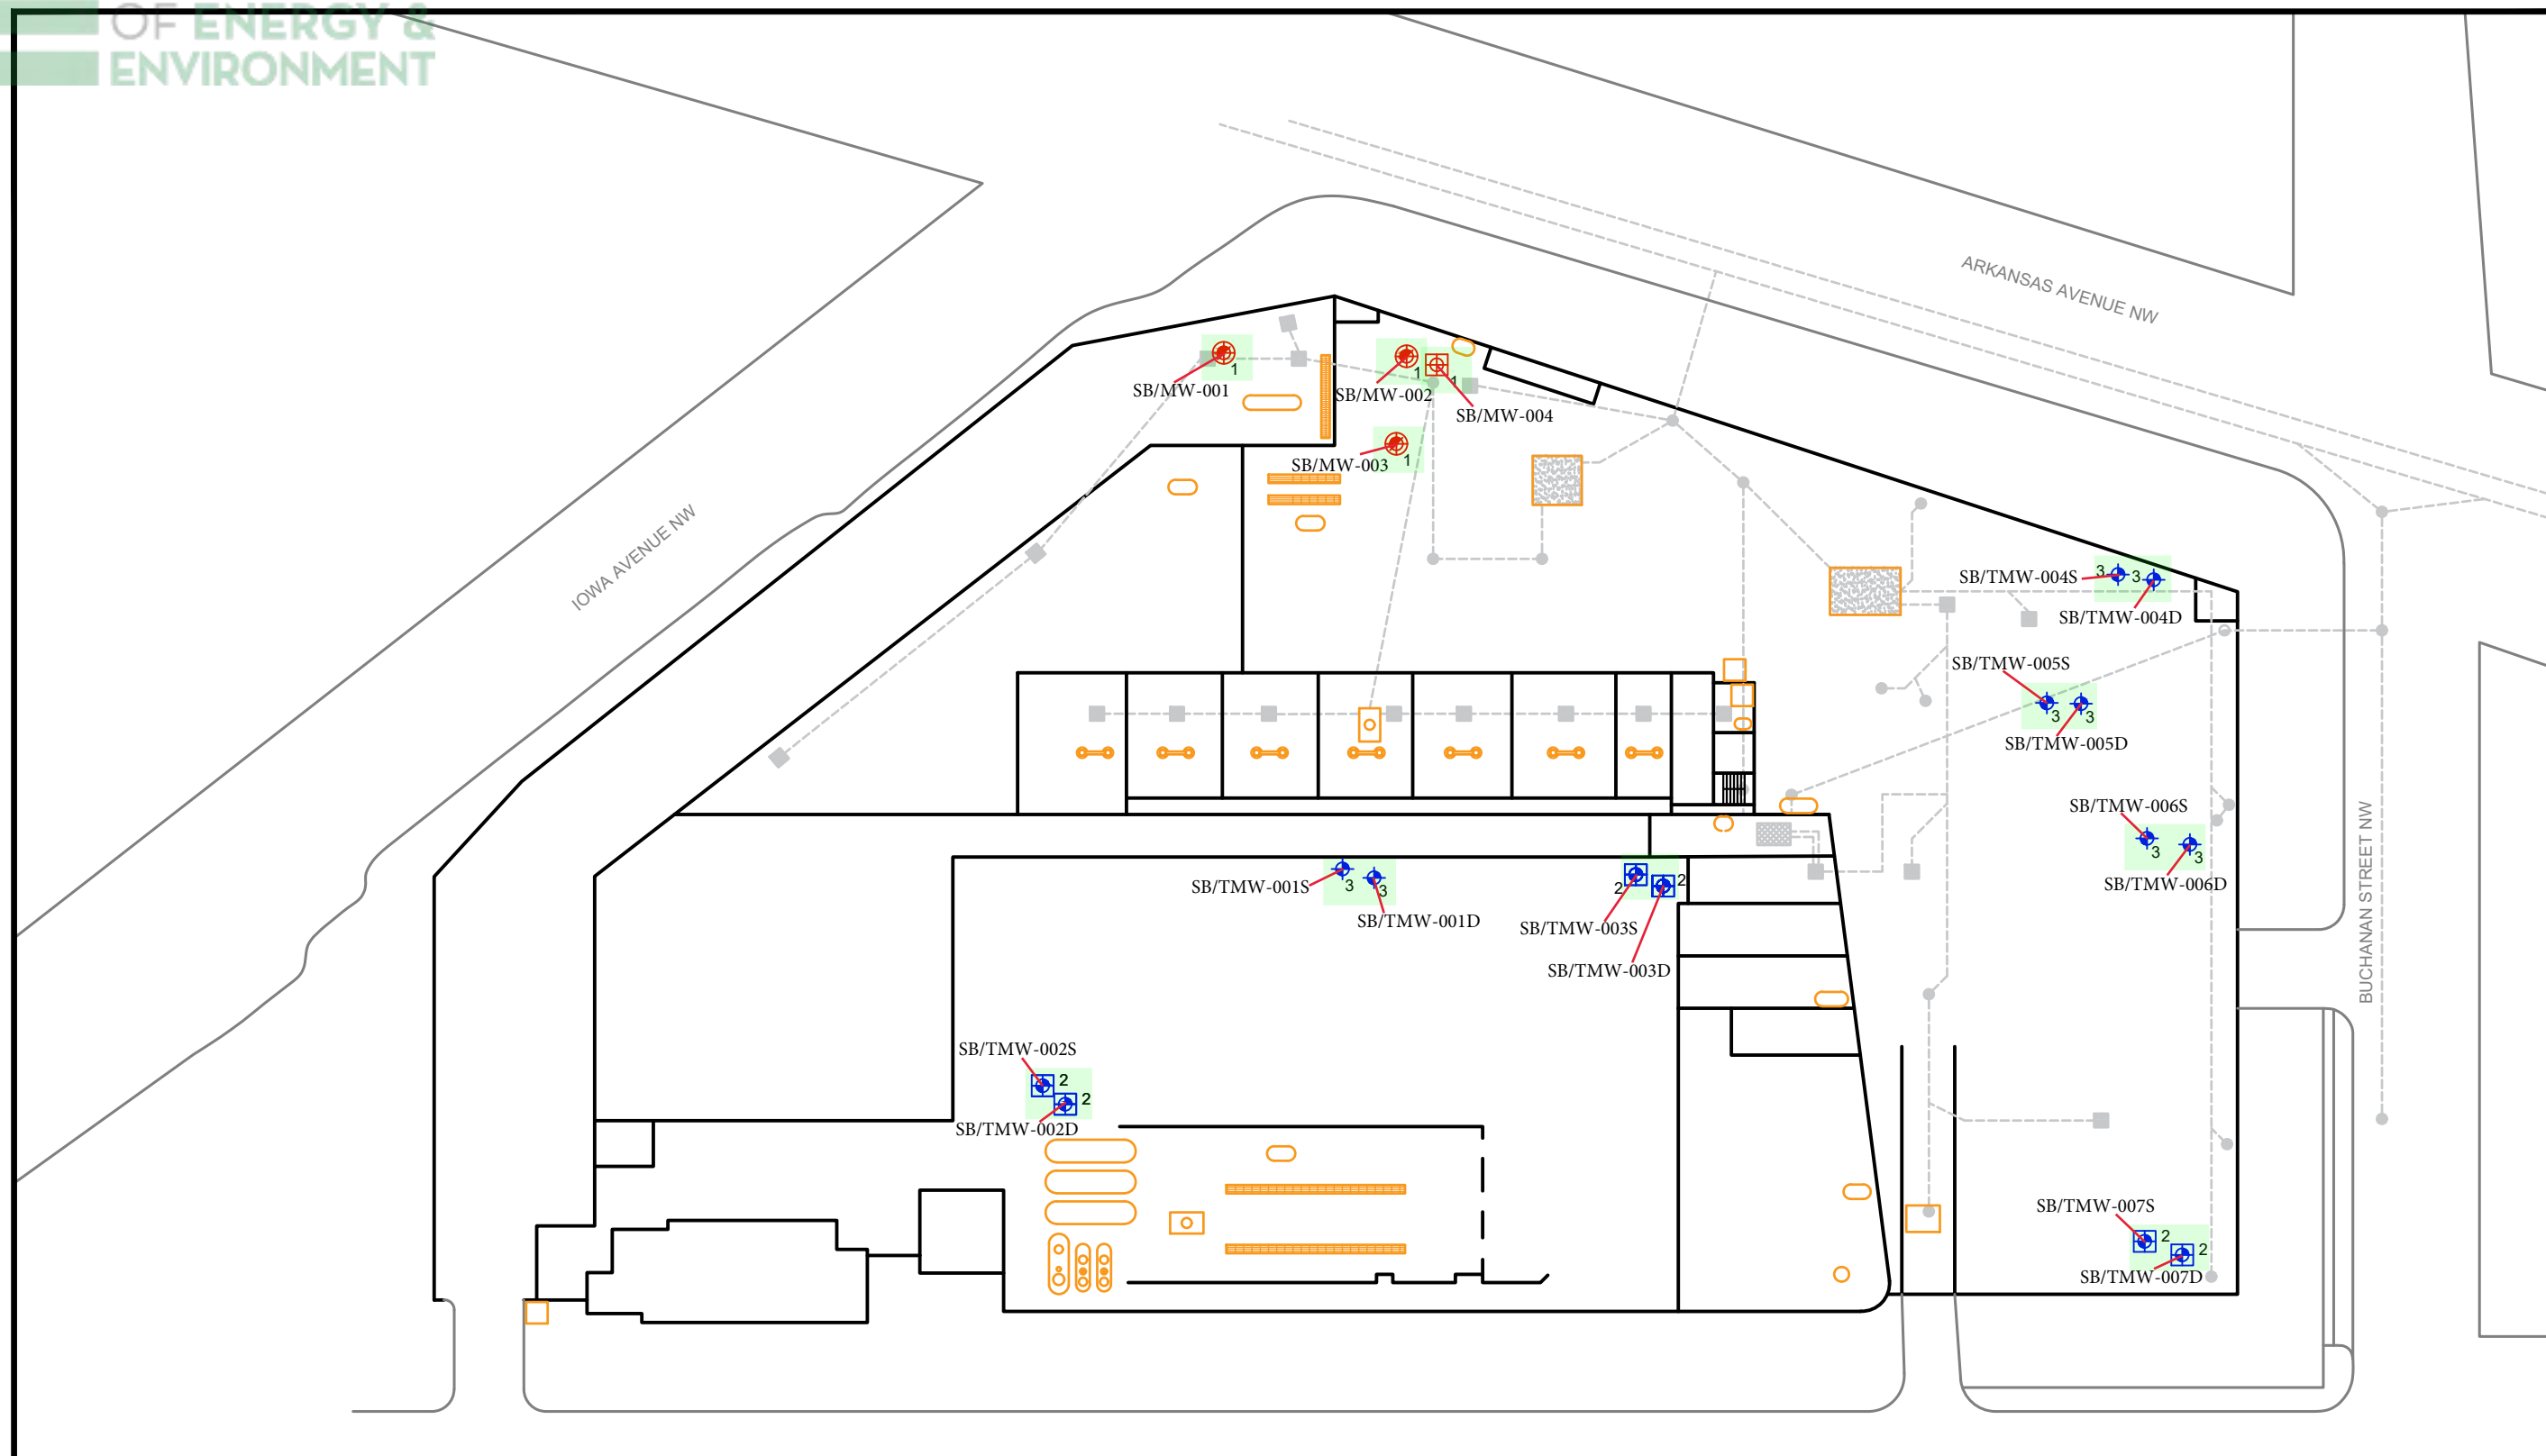 OF ENERGY &
ENVIRONMENT
ARKANSAS AVENUE NW
1
SB/MW-001
1
SB/MW-002
1
SB/MW-004
1
SB/MW-003
IOWA AVENUE NW
SB/TMW-004S
3
3
SB/TMW-004D
SB/TMW-005S
3
3
SB/TMW-005D
SB/TMW-006S
3
3
SB/TMW-006D
BUCHANAN STREET NW
SB/TMW-001S
3
3
SB/TMW-001D
2
2
SB/TMW-003S
SB/TMW-003D
SB/TMW-002S
2
2
SB/TMW-002D
SB/TMW-007S
2
2
SB/TMW-007D